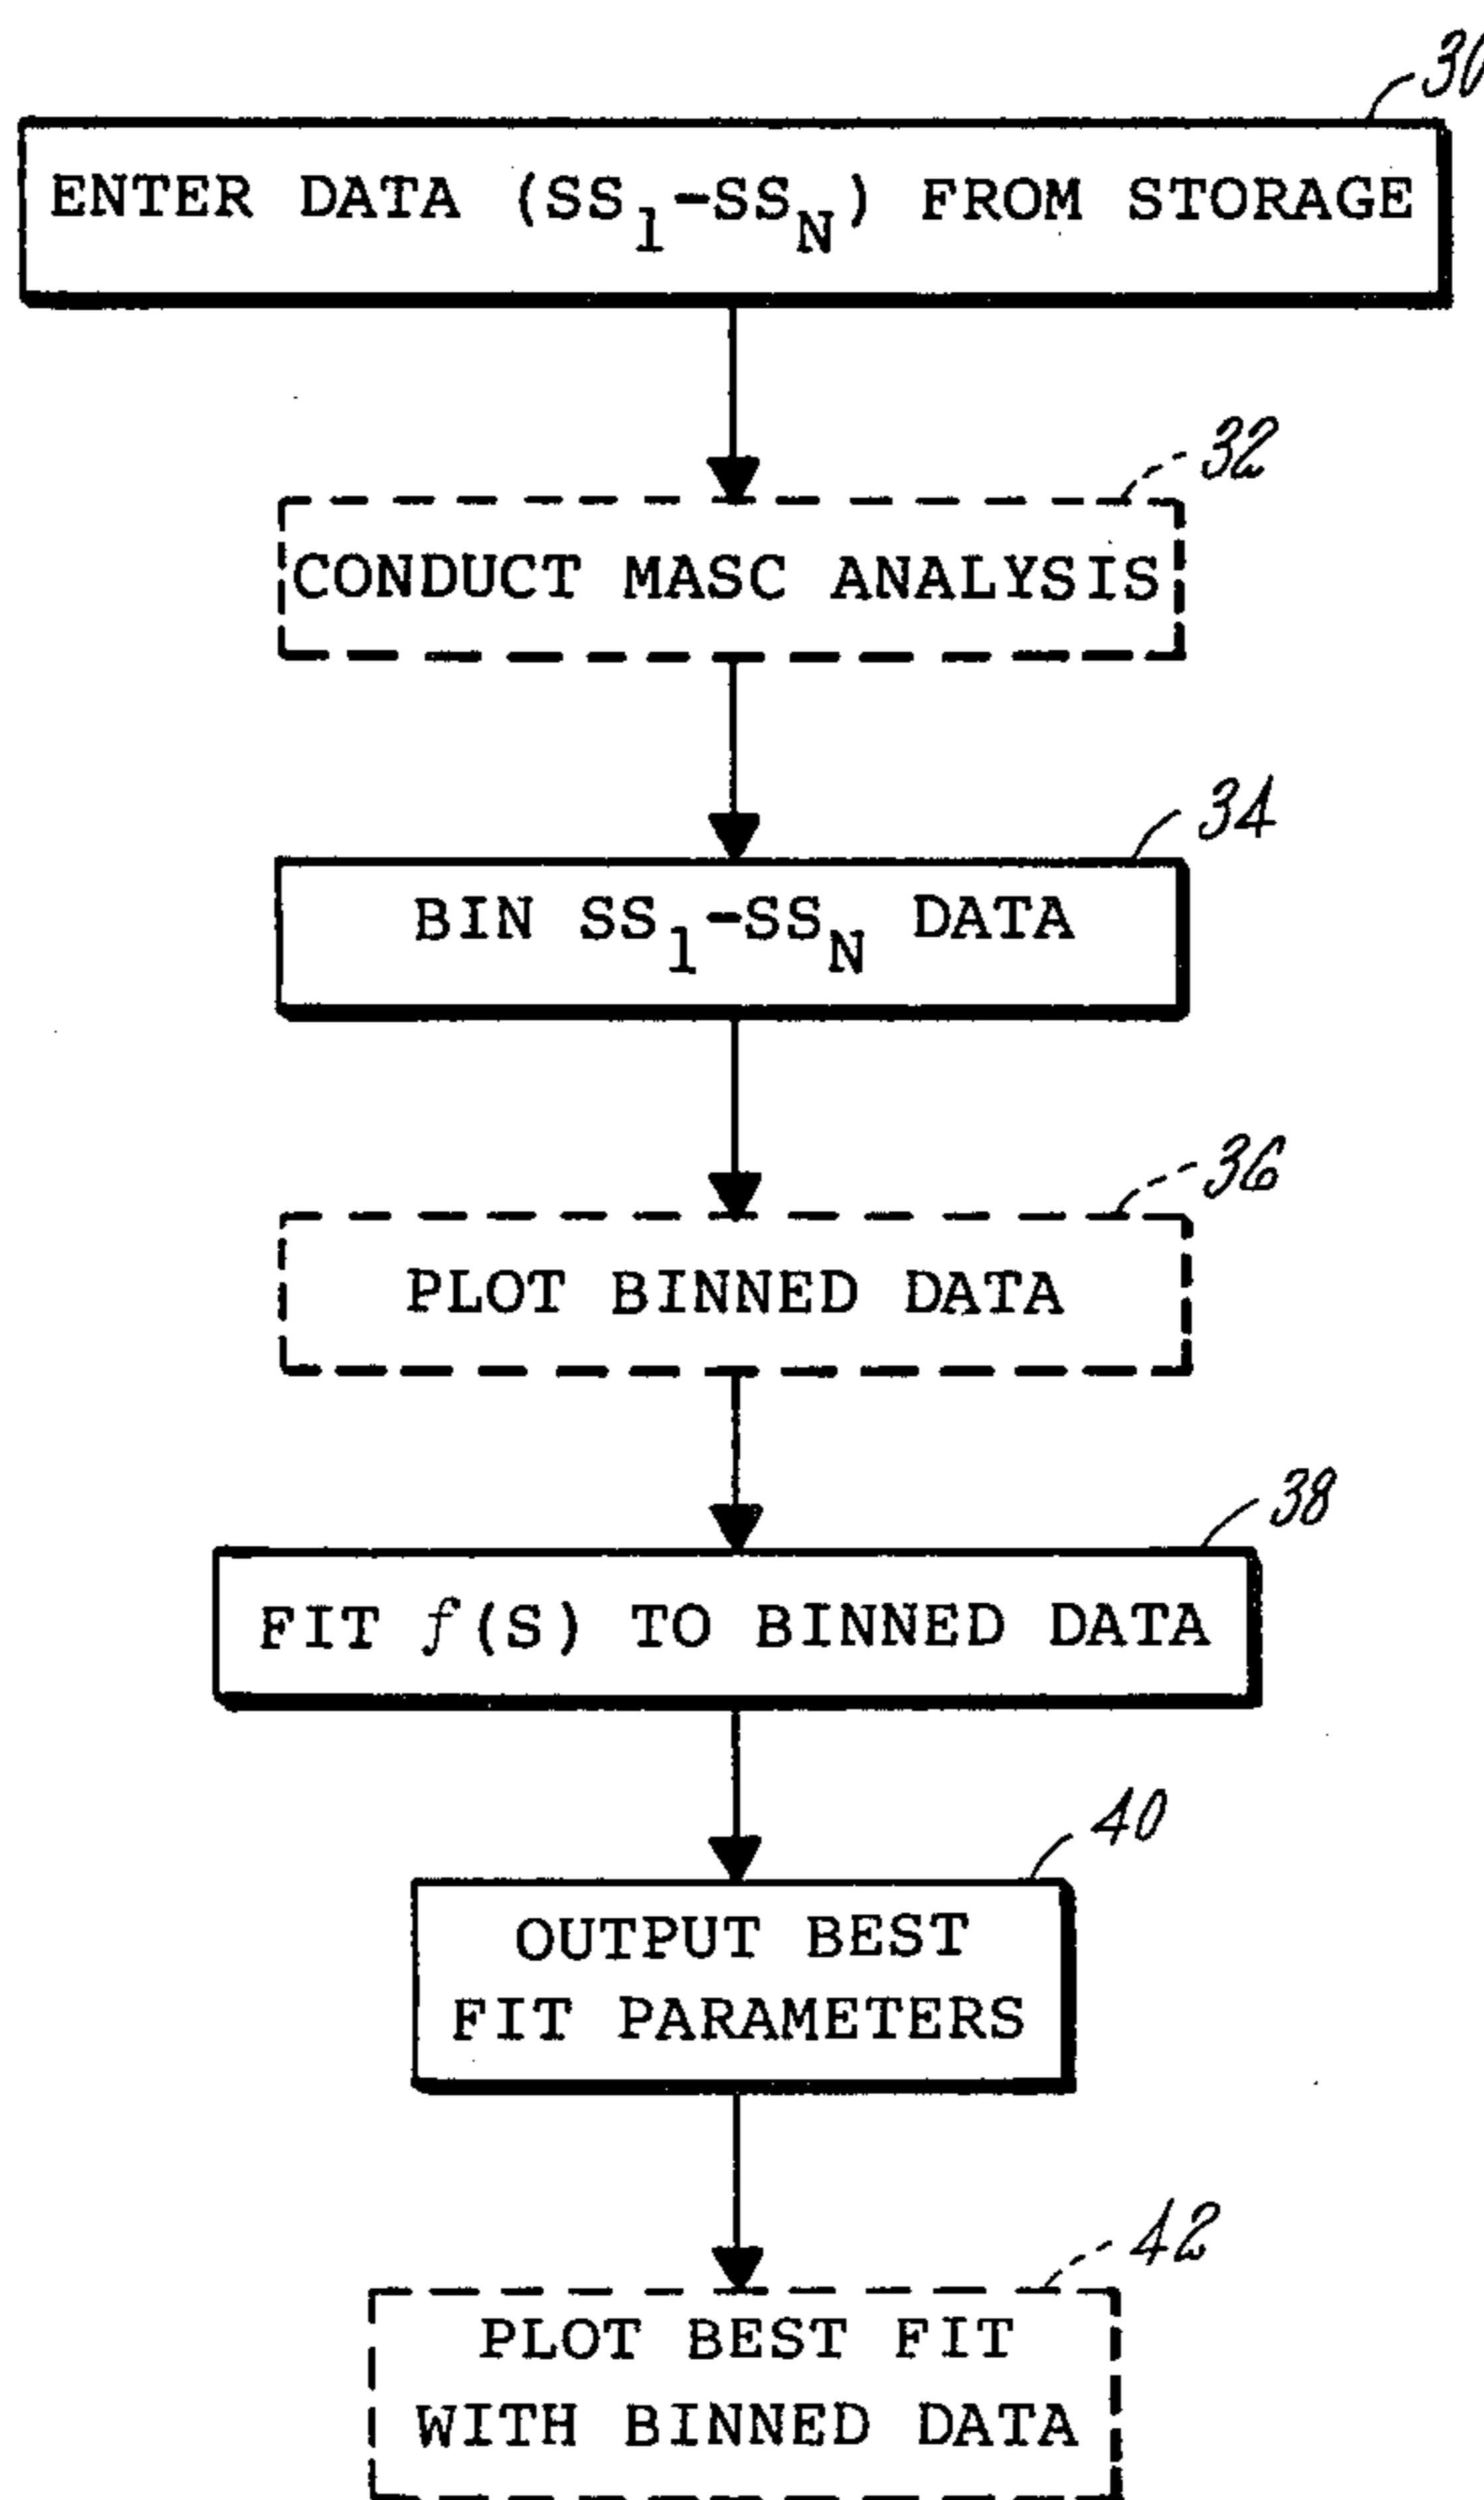 30
ENTER DATA (SS₁-SSN) FROM STORAGE
32
CONDUCT MASC ANALYSIS
34
BIN SS₁-SSN DATA
36
PLOT BINNED DATA
38
FIT f(S) TO BINNED DATA
40
OUTPUT BEST
FIT PARAMETERS
42
PLOT BEST FIT
WITH BINNED DATA